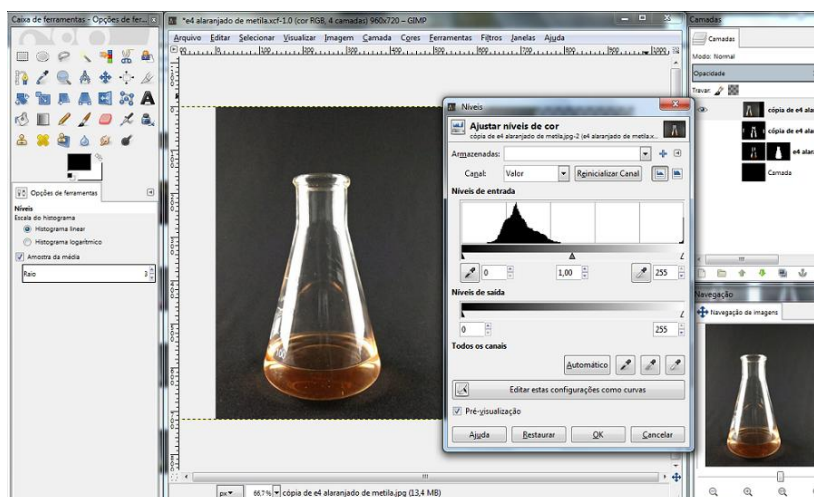 Caixa de ferramentas - Opções de fer...
*e4 alaranjado de metila.xcf-1.0 (cor RGB, 4 camadas) 960x720 – GIMP
Arquivo Editar Selecionar Visualizar Imagem Camada Cores Ferramentas Filtros Janelas Ajuda
Opções de ferramentas
Níveis
Escala do histograma
Histograma linear
Histograma logarítmico
Amostra da média
Raio 3
px 66,7% cópia de e4 alaranjado de metila.jpg (13,4 MB)
Níveis
Ajustar níveis de cor
cópia de e4 alaranjado de metila.jpg-2 (e4 alaranjado de metila.x...
Armazenadas:
Canal: Valor Reinicializar Canal
Níveis de entrada
0 1,00 255
Níveis de saída
0 255
Todos os canais
Automático
Editar estas configurações como curvas
Pré-visualização
Ajuda Restaurar OK Cancelar
Camadas
Camadas
Modo: Normal
Opacidade
Travar:
cópia de e4 al
cópia de e4 al
e4 alar
Camada
Navegação
Navegação de imagens